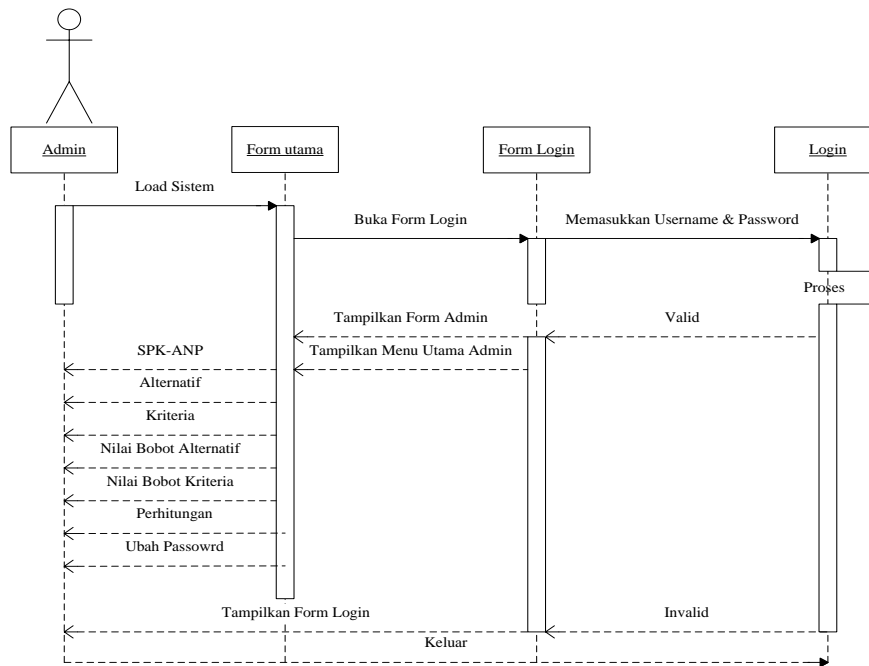 Admin
Form utama
Form Login
Login
Load Sistem
Buka Form Login
Memasukkan Username & Password
Proses
Tampilkan Form Admin
Valid
SPK-ANP
Tampilkan Menu Utama Admin
Alternatif
Kriteria
Nilai Bobot Alternatif
Nilai Bobot Kriteria
Perhitungan
Ubah Passowrd
Tampilkan Form Login
Invalid
Keluar